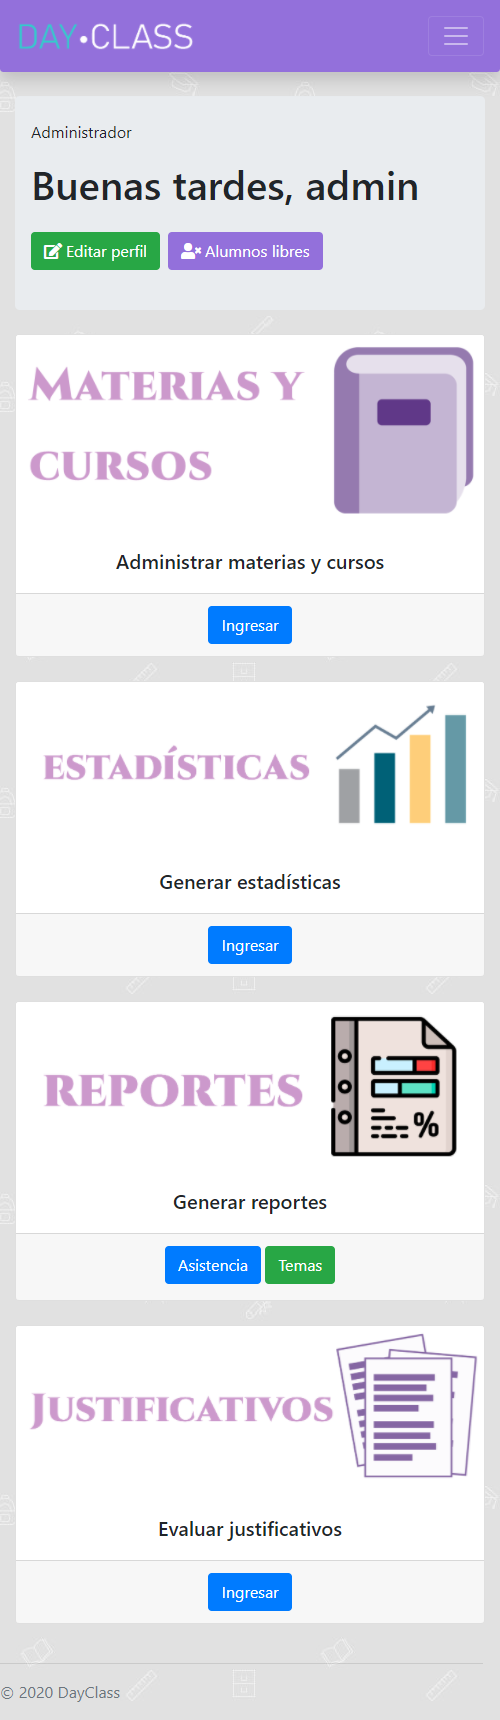 DAY•CLASS
Administrador
Buenas tardes, admin
Editar perfil
Alumnos libres
MATERIAS Y
CURSOS
Administrar materias y cursos
Ingresar
ESTADÍSTICAS
Generar estadísticas
Ingresar
REPORTES
%
Generar reportes
Asistencia
Temas
JUSTIFICATIVOS
Evaluar justificativos
Ingresar
© 2020 DayClass